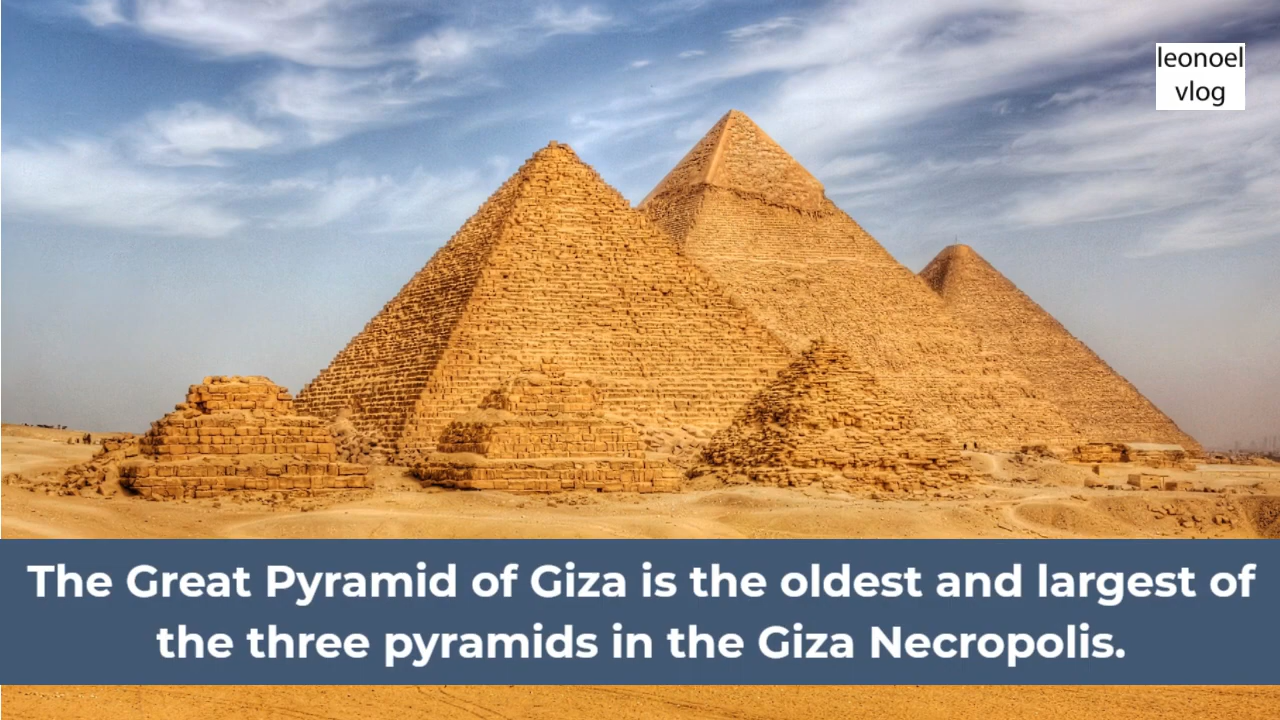 leonoel
vlog
The Great Pyramid of Giza is the oldest and largest of
the three pyramids in the Giza Necropolis.